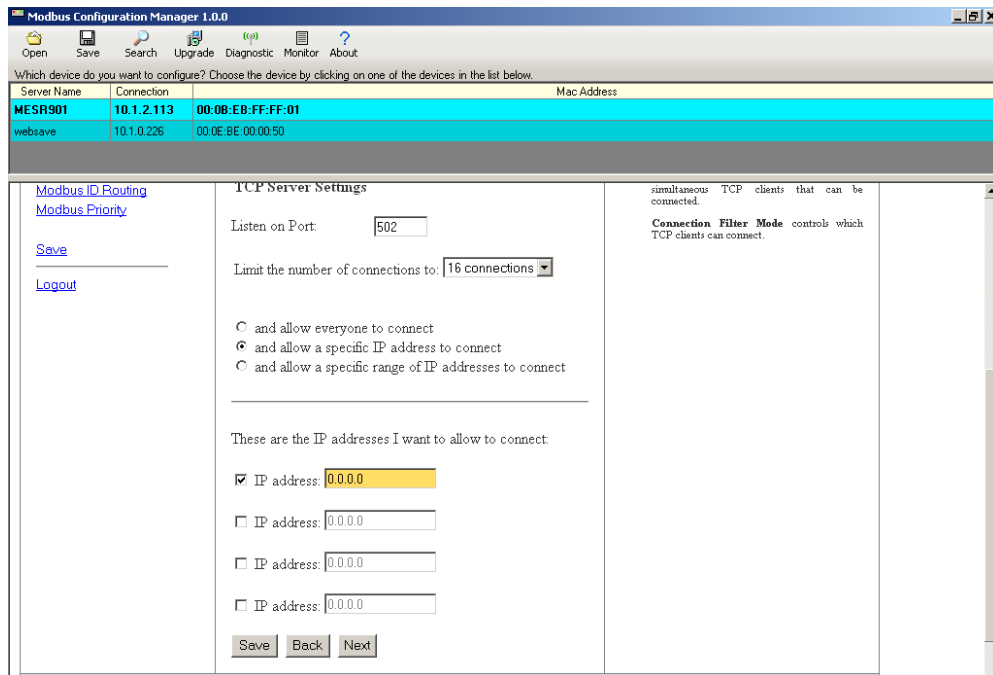 Modbus Configuration Manager 1.0.0
Open Save Search Upgrade Diagnostic Monitor About
Which device do you want to configure? Choose the device by clicking on one of the devices in the list below.
Server Name Connection Mac Address
MESR901 10.1.2.113 00:0B:EB:FF:FF:01
websave 10.1.0.226 00:0E:BE:00:00:50
Modbus ID Routing
Modbus Priority
Save
Logout
TCP Server Settings
Listen on Port: 502
Limit the number of connections to: 16 connections
and allow everyone to connect
and allow a specific IP address to connect
and allow a specific range of IP addresses to connect
These are the IP addresses I want to allow to connect:
IP address: 0.0.0.0
IP address: 0.0.0.0
IP address: 0.0.0.0
IP address: 0.0.0.0
Save Back Next
simultaneous TCP clients that can be
connected.
Connection Filter Mode controls which
TCP clients can connect.